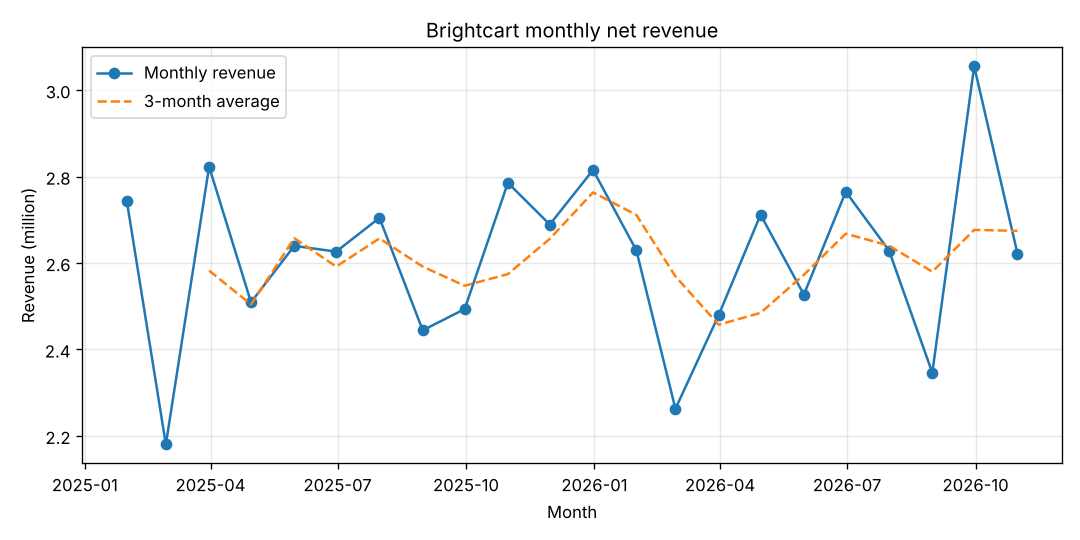 Brightcart monthly net revenue
Monthly revenue
3-month average
Revenue (million)
3.0
2.8
2.6
2.4
2.2
2025-01 2025-04 2025-07 2025-10 2026-01 2026-04 2026-07 2026-10
Month